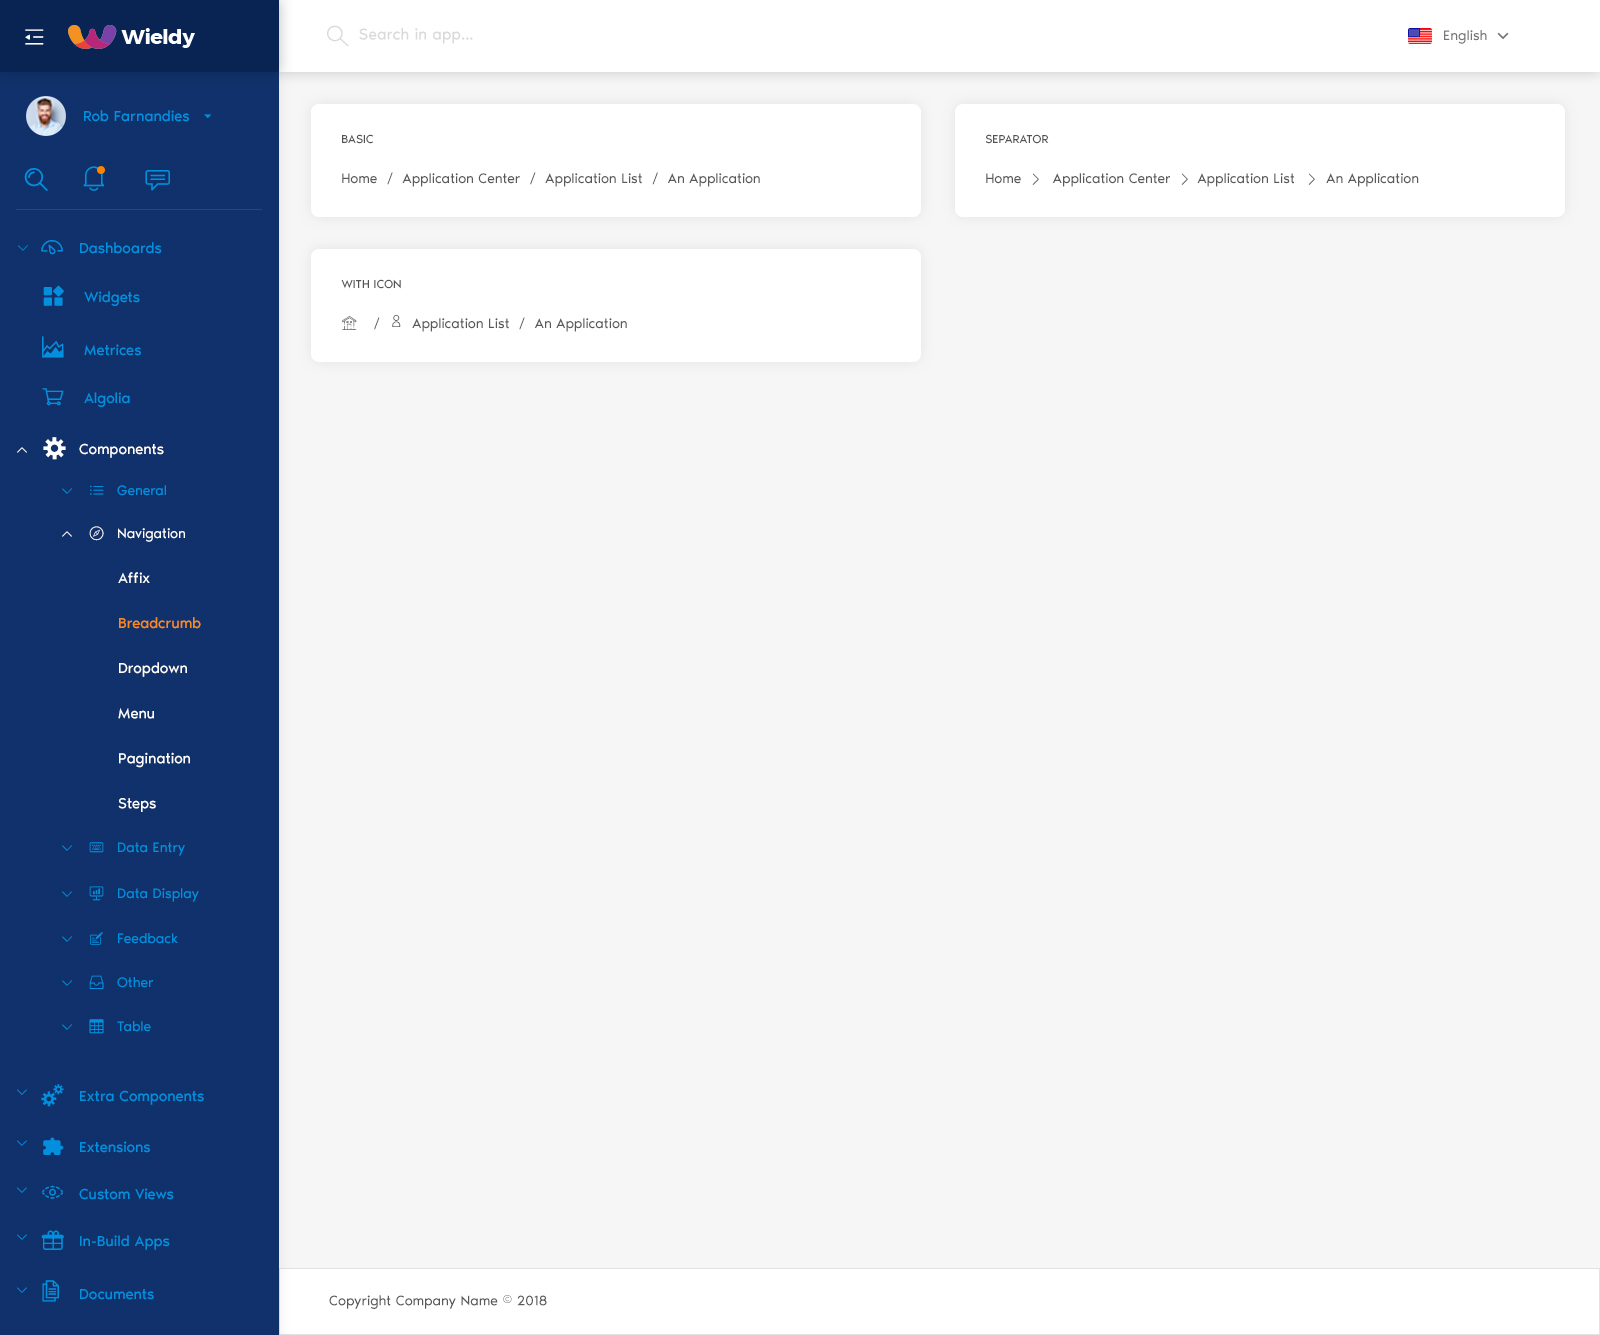 Wieldy
Search in app...
English
Rob Farnandies
Dashboards
Widgets
Metrices
Algolia
Components
General
Navigation
Affix
Breadcrumb
Dropdown
Menu
Pagination
Steps
Data Entry
Data Display
Feedback
Other
Table
Extra Components
Extensions
Custom Views
In-Build Apps
Documents
BASIC
Home / Application Center / Application List / An Application
SEPARATOR
Home > Application Center > Application List > An Application
WITH ICON
/ Application List / An Application
Copyright Company Name © 2018